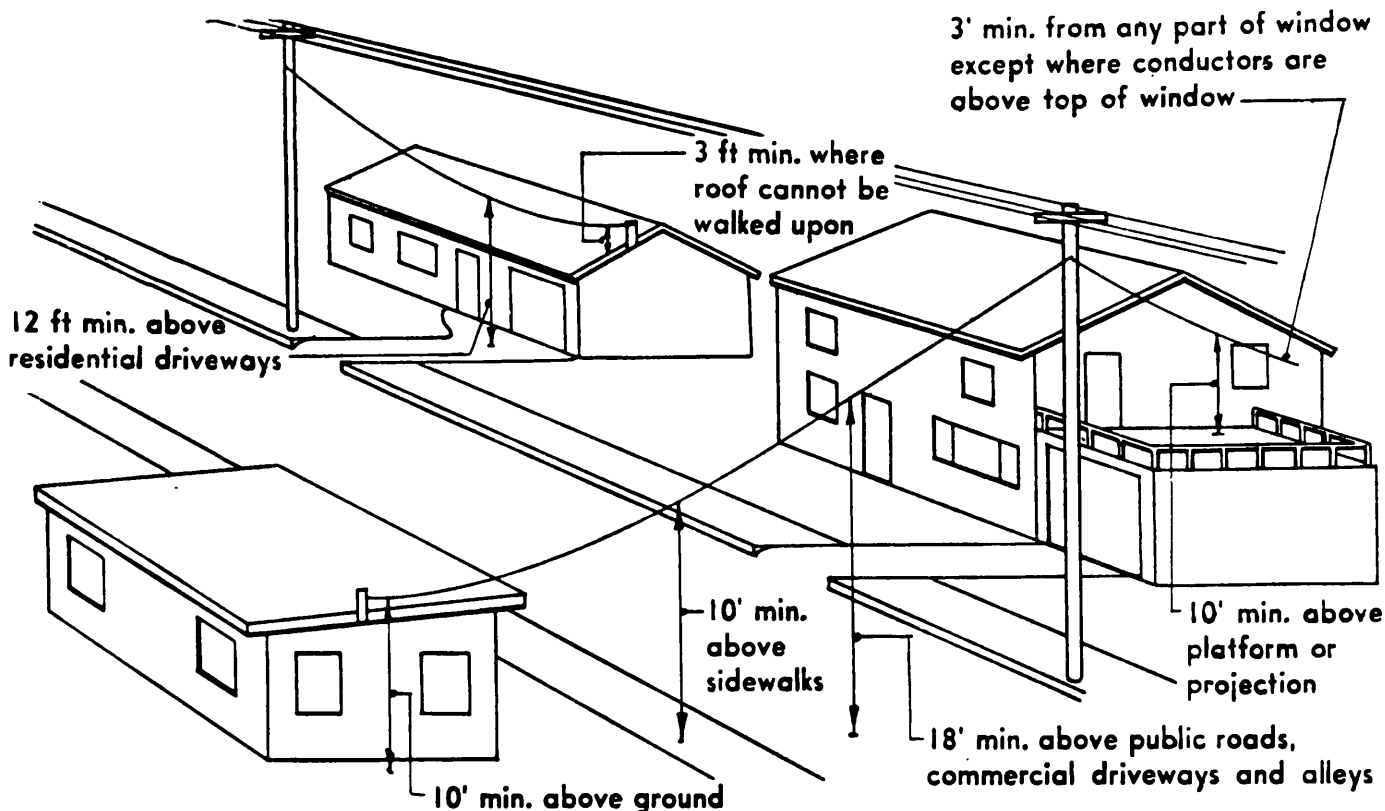 3' min. from any part of window
except where conductors are
above top of window
3 ft min. where
roof cannot be
walked upon
12 ft min. above
residential driveways
10' min.
above
sidewalks
10' min. above
platform or
projection
18' min. above public roads,
commercial driveways and alleys
10' min. above ground